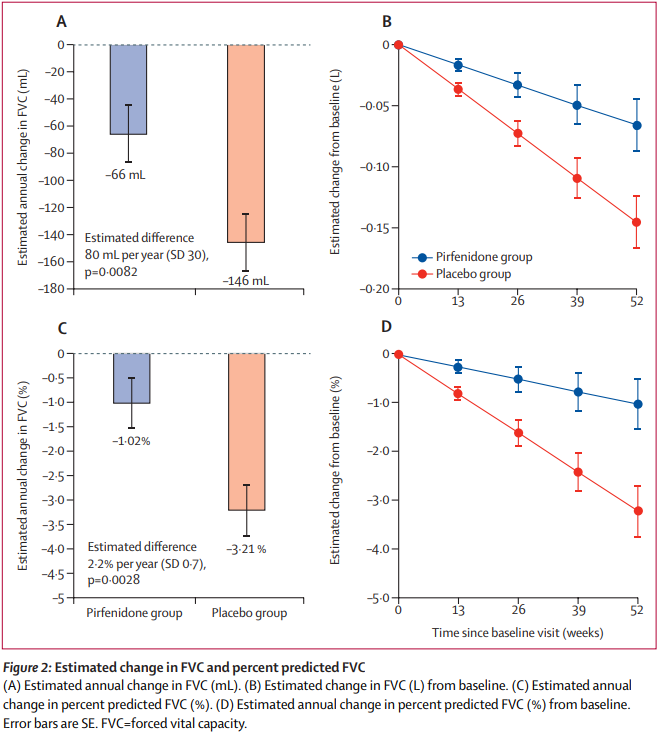 A
0
−20
−40
−60
−80
−100
−120
−140
−160
−180
Estimated annual change in FVC (mL)
−66 mL
−146 mL
Estimated difference
80 mL per year (SD 30),
p=0·0082
B
0
−0·05
−0·10
−0·15
−0·20
Estimated change from baseline (L)
Pirfenidone group
Placebo group
0 13 26 39 52
C
0
−0·5
−1·0
−1·5
−2·0
−2·5
−3·0
−3·5
−4·0
−4·5
−5
Estimated annual change in FVC (%)
−1·02%
−3·21 %
Estimated difference
2·2% per year (SD 0·7),
p=0·0028
Pirfenidone group Placebo group
D
0
−1·0
−2·0
−3·0
−4·0
−5·0
Estimated change from baseline (%)
0 13 26 39 52
Time since baseline visit (weeks)
Figure 2: Estimated change in FVC and percent predicted FVC
(A) Estimated annual change in FVC (mL). (B) Estimated change in FVC (L) from baseline. (C) Estimated annual
change in percent predicted FVC (%). (D) Estimated annual change in percent predicted FVC (%) from baseline.
Error bars are SE. FVC=forced vital capacity.